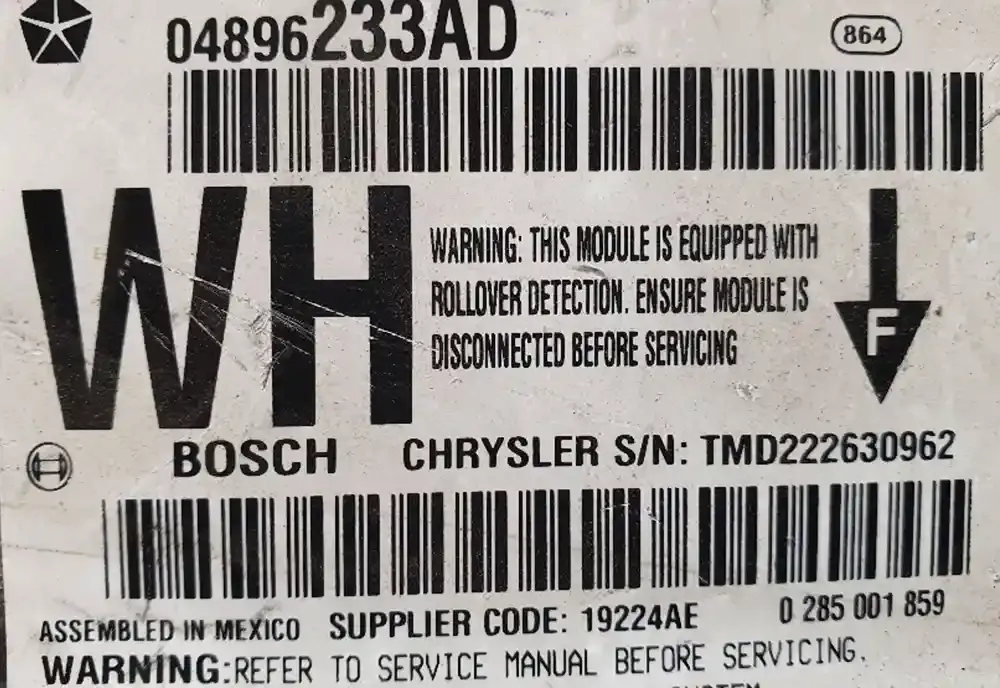 04896233AD
864
WH
WARNING: THIS MODULE IS EQUIPPED WITH
ROLLOVER DETECTION. ENSURE MODULE IS
DISCONNECTED BEFORE SERVICING
F
BOSCH CHRYSLER S/N: TMD222630962
ASSEMBLED IN MEXICO SUPPLIER CODE: 19224AE 0 285 001 859
WARNING:REFER TO SERVICE MANUAL BEFORE SERVICING.